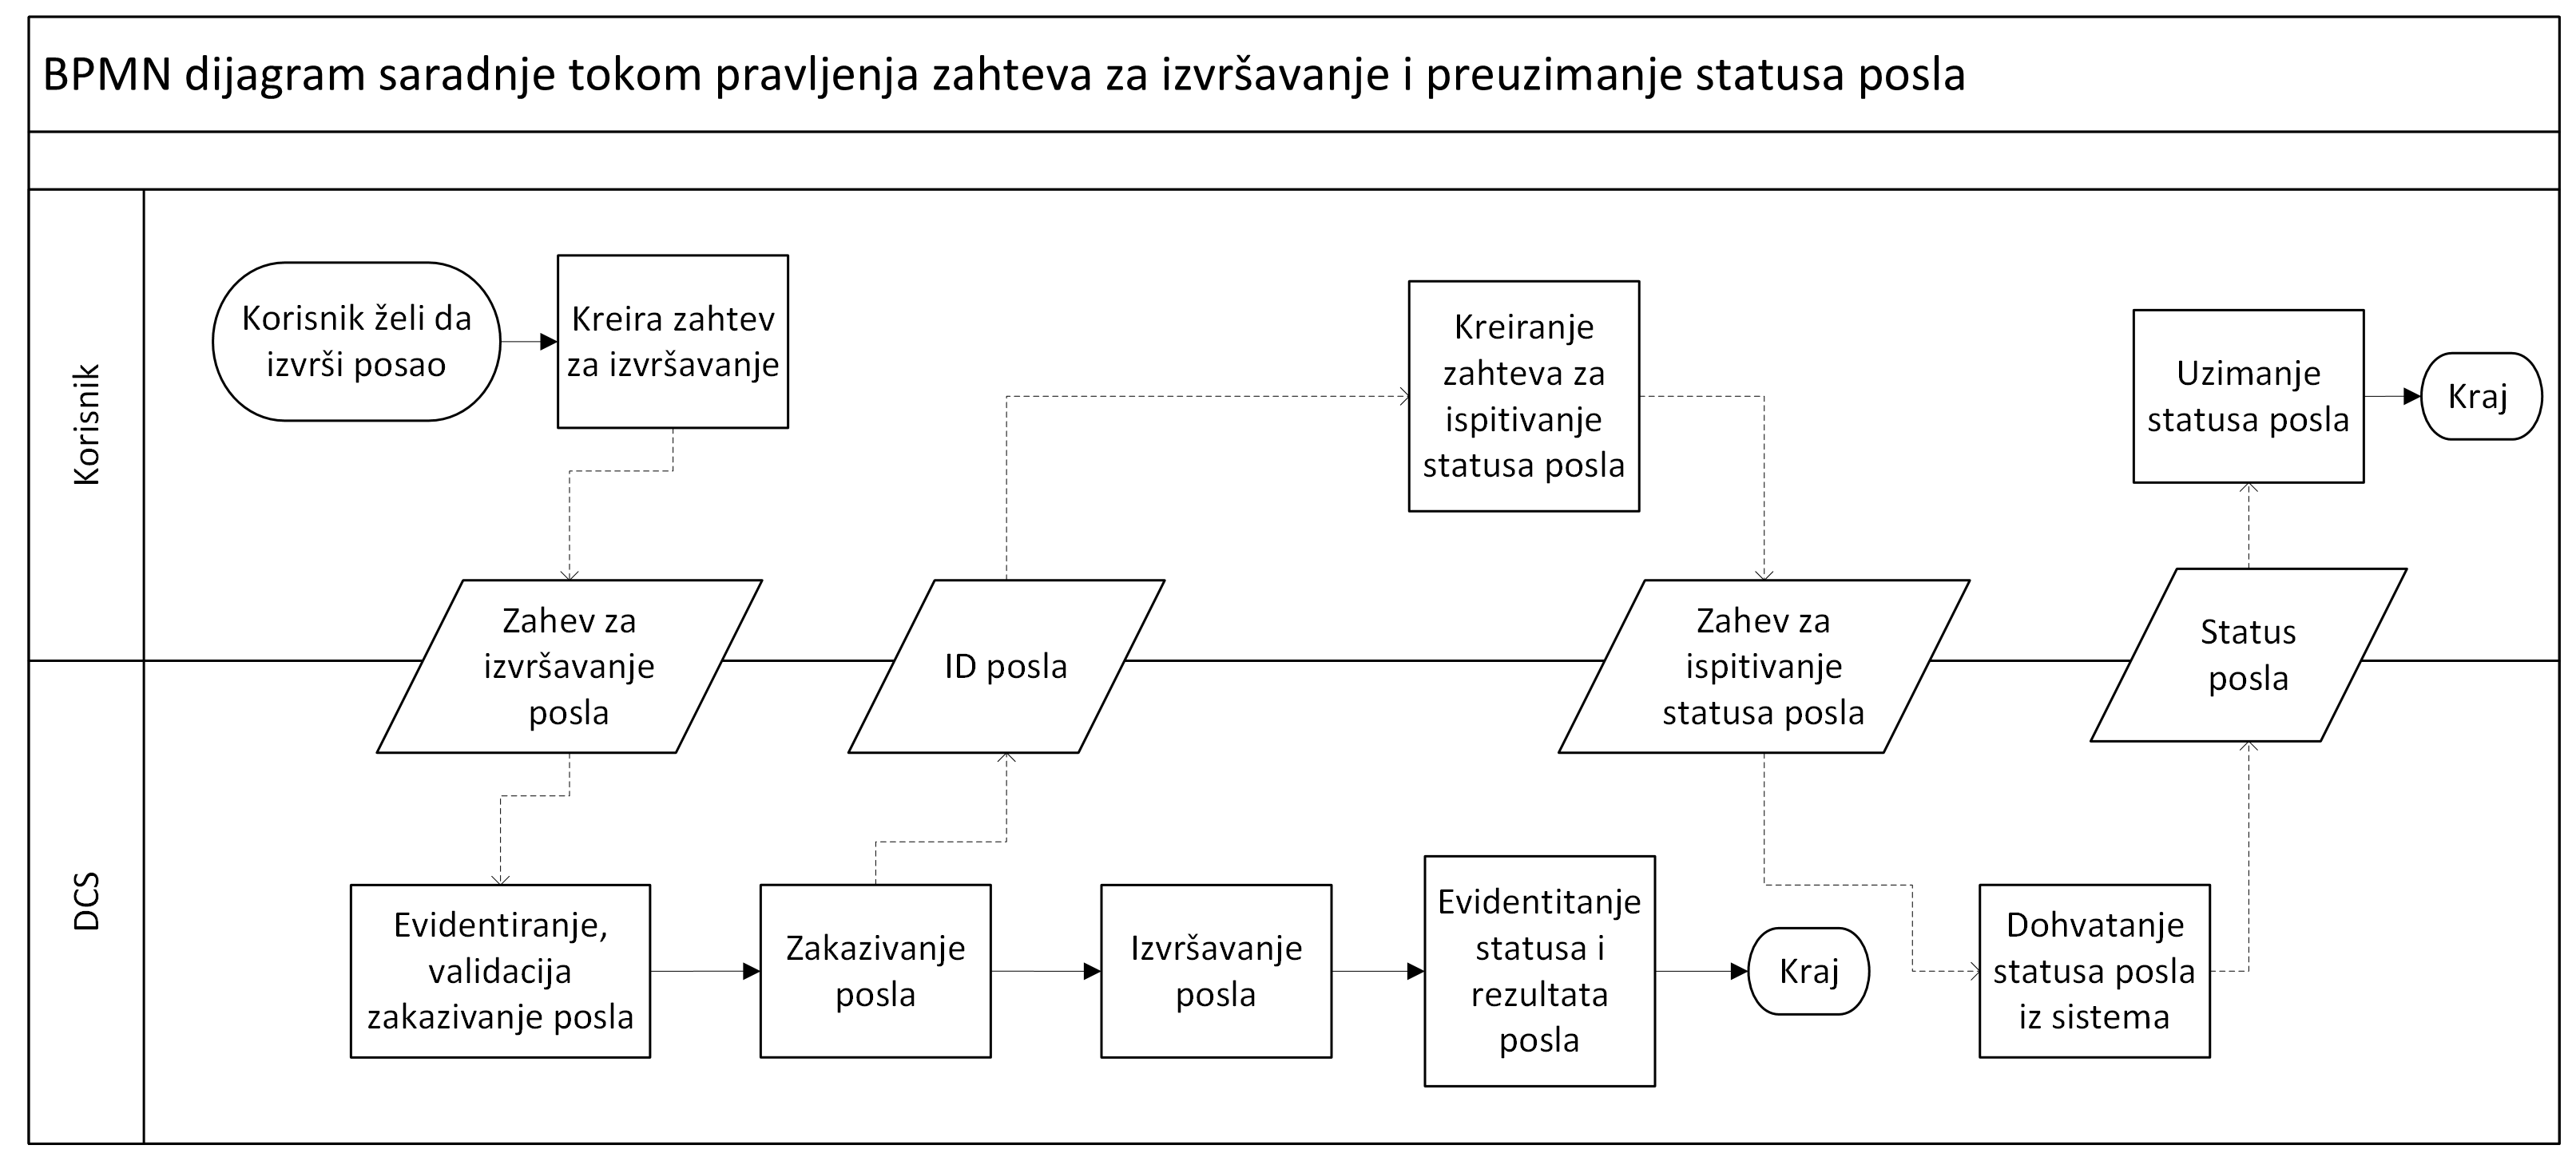 BPMN dijagram saradnje tokom pravljenja zahteva za izvršavanje i preuzimanje statusa posla
Korisnik
Korisnik želi da
izvrši posao
Kreira zahtev
za izvršavanje
Kreiranje
zahteva za
ispitivanje
statusa posla
Uzimanje
statusa posla
Kraj
Zahev za
izvršavanje
posla
ID posla
Zahev za
ispitivanje
statusa posla
Status
posla
DCS
Evidentiranje,
validacija
zakazivanje posla
Zakazivanje
posla
Izvršavanje
posla
Evidentitanje
statusa i
rezultata
posla
Kraj
Dohvatanje
statusa posla
iz sistema